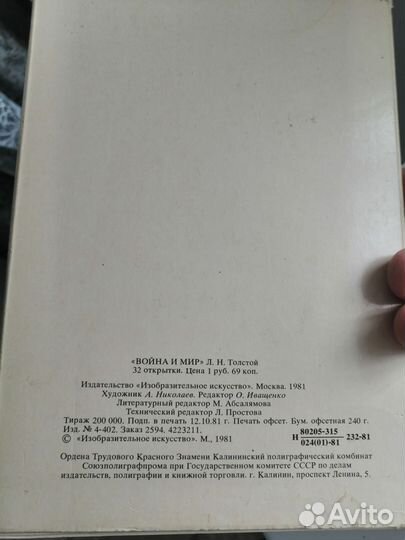 «ВОЙНА И МИР» Л. Н. Толстой
32 открытки. Цена 1 руб. 69 коп.
Издательство «Изобразительное искусство». Москва. 1981
Художник А. Николаев. Редактор О. Иващенко
Литературный редактор М. Абсалямова
Технический редактор Л. Простова
Тираж 200 000. Подп. в печать 12.10.81 г. Печать офсет. Бум. офсетная 240 г.
Изд. № 4-402. Заказ 2594. 4223211.
© «Изобразительное искусство». М., 1981
Н 80205-315 232-81
024(01)-81
Ордена Трудового Красного Знамени Калининский полиграфический комбинат
Союзполиграфпрома при Государственном комитете СССР по делам
издательств, полиграфии и книжной торговли. г. Калинин, проспект Ленина, 5.
Avito